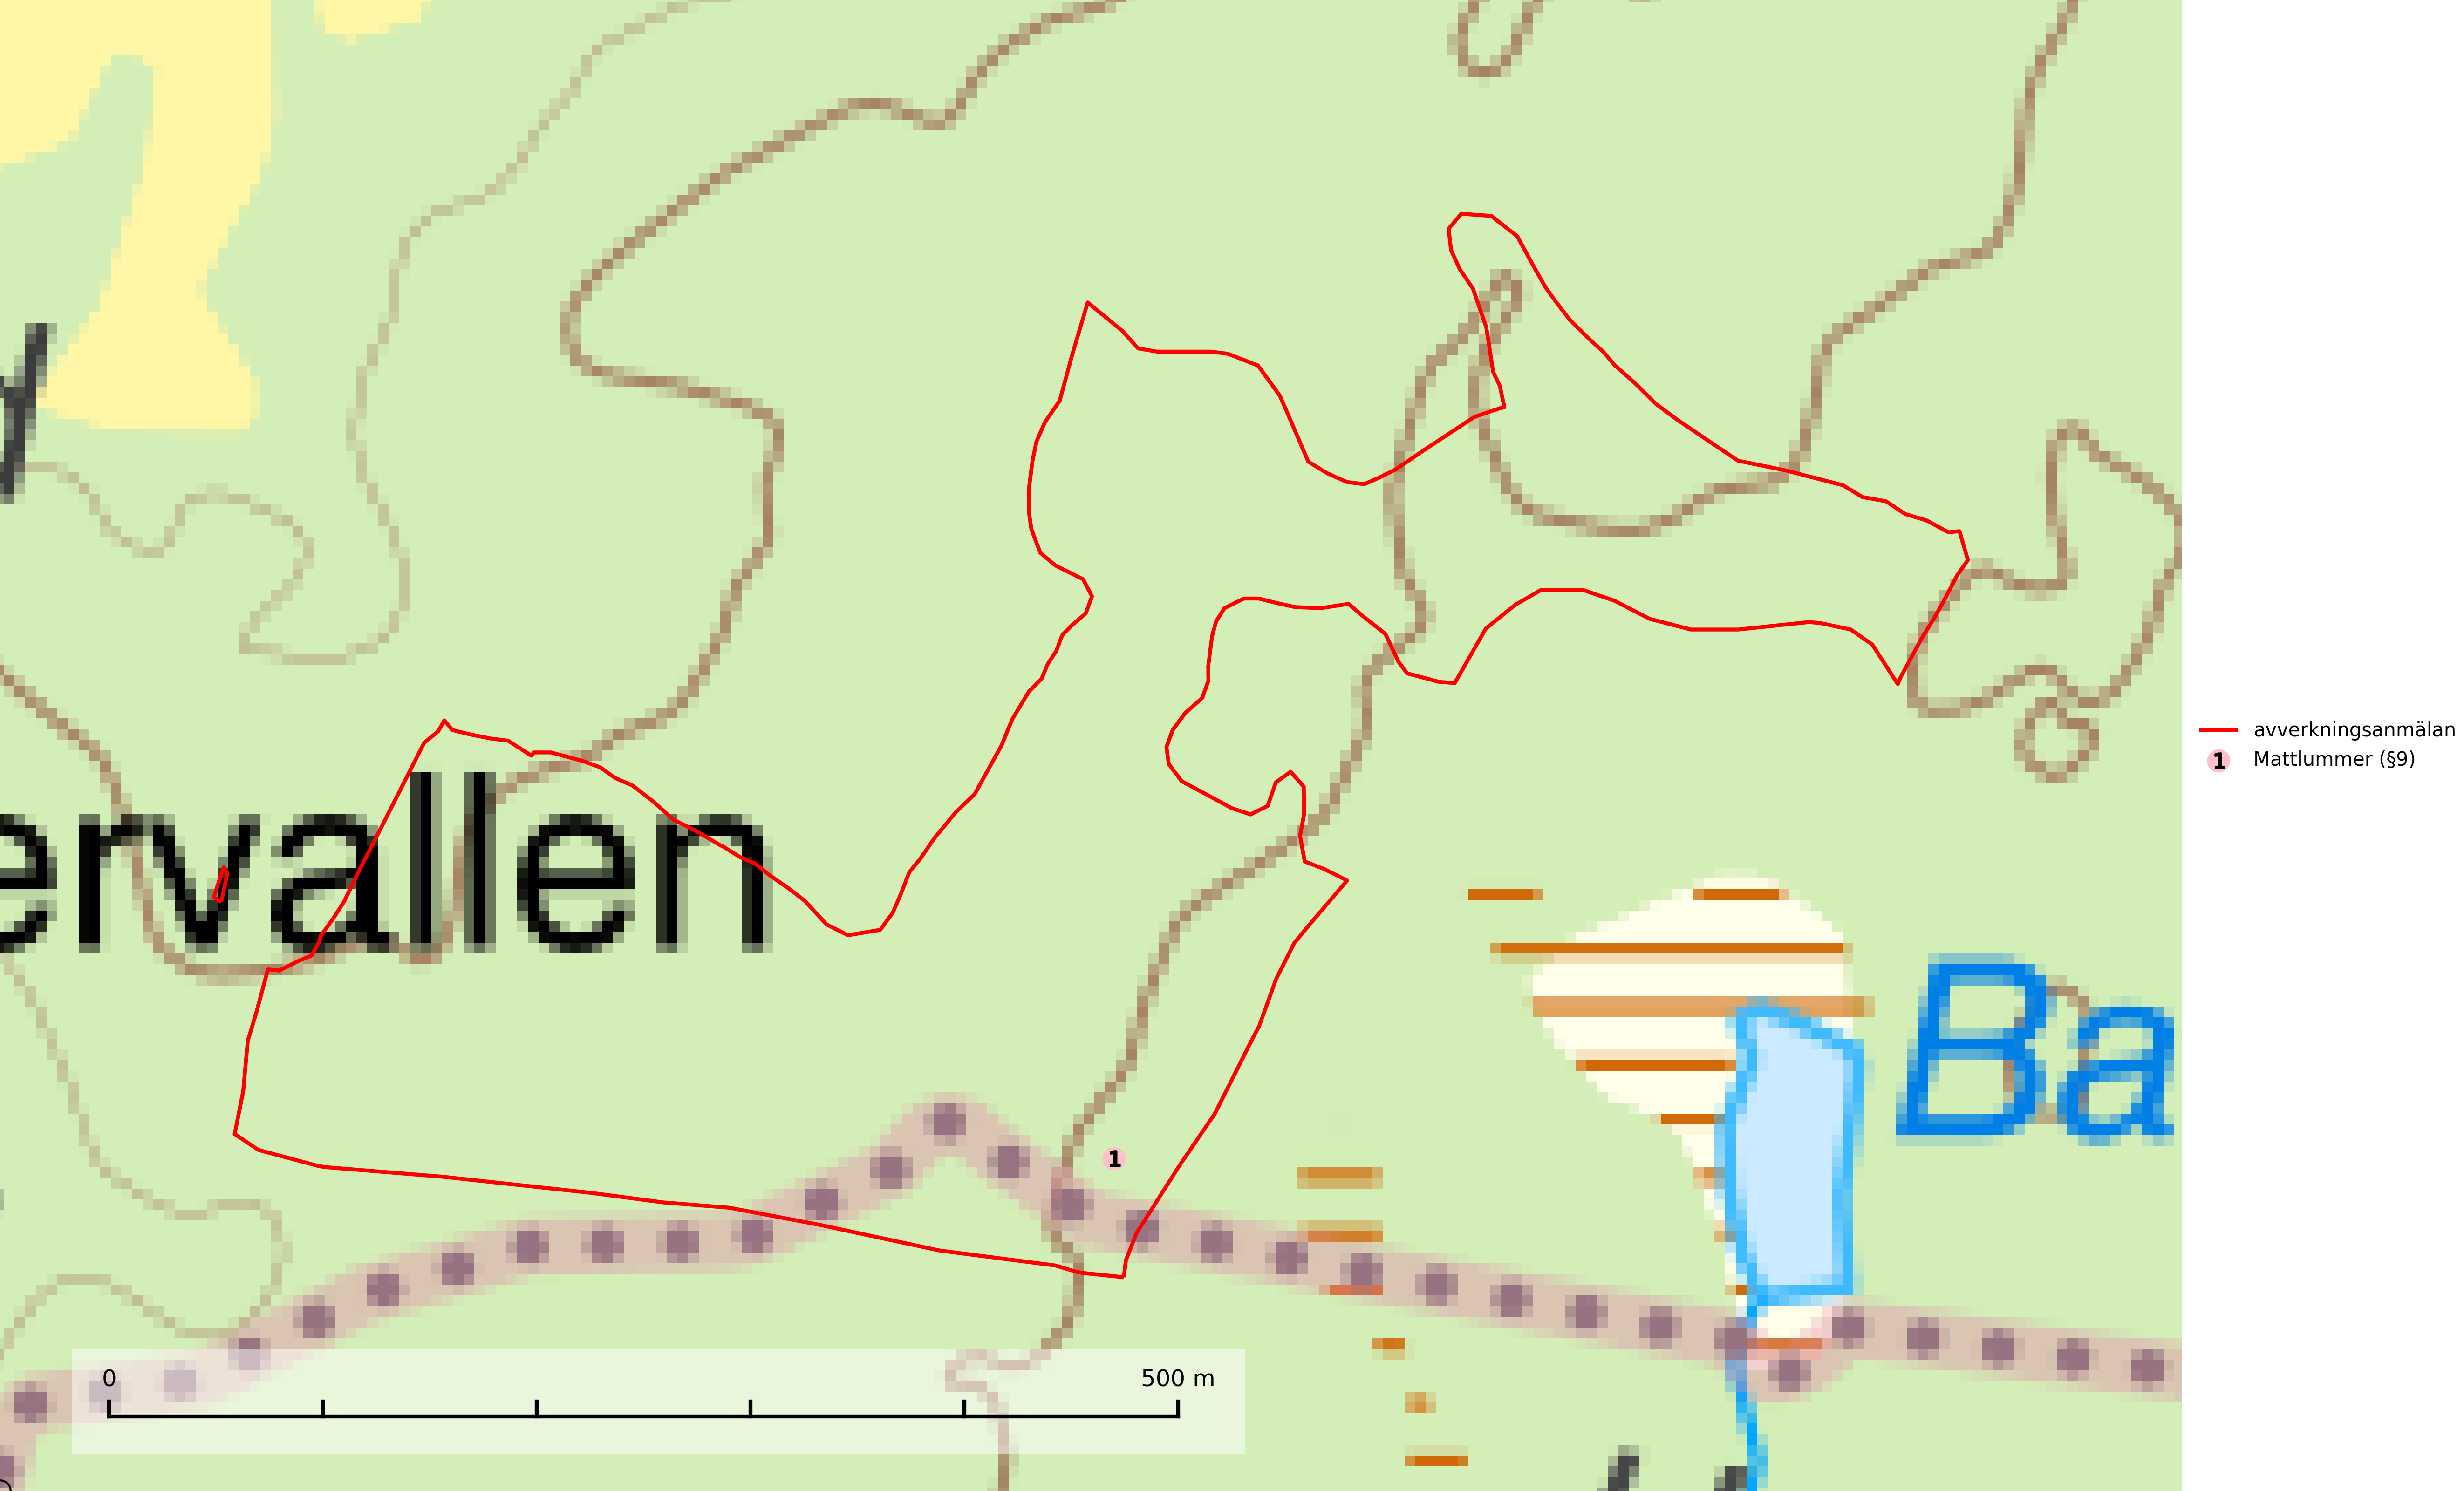 ervallen
Ba
1
0 500 m
avverkningsanmälan
1 Mattlummer (§9)